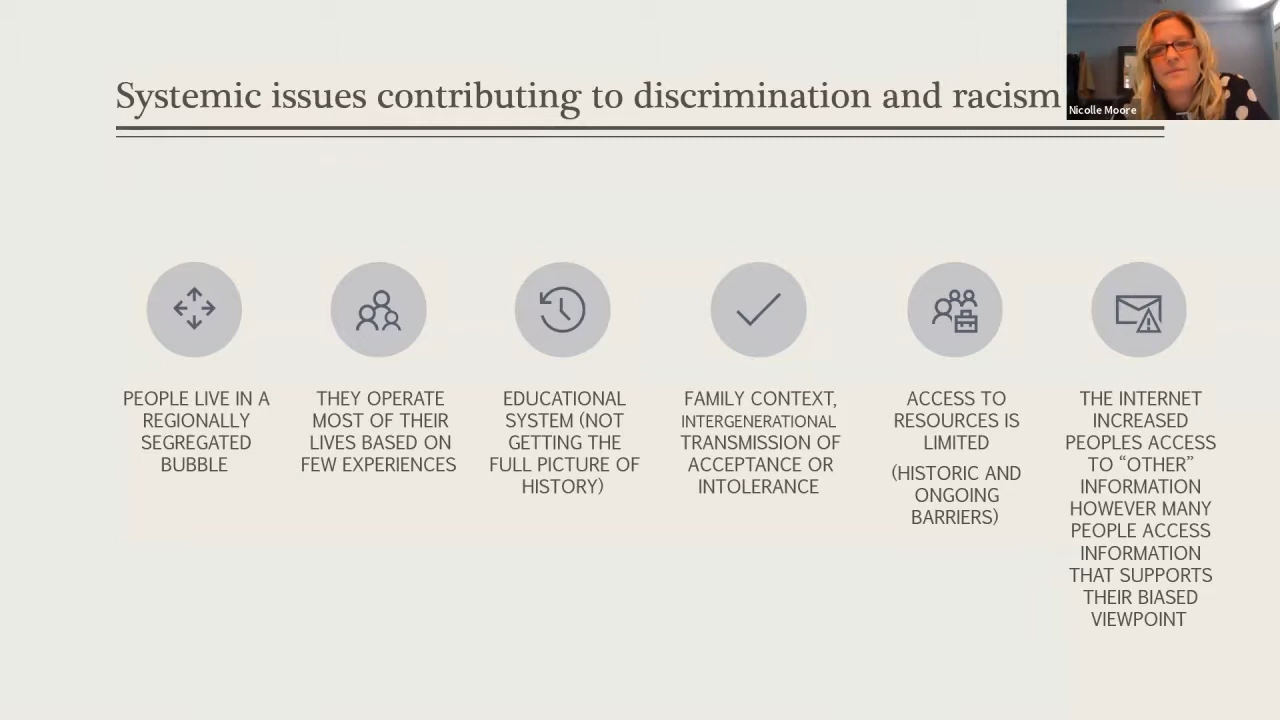 Systemic issues contributing to discrimination and racism
Nicolle Moore
PEOPLE LIVE IN A
REGIONALLY
SEGREGATED
BUBBLE
THEY OPERATE
MOST OF THEIR
LIVES BASED ON
FEW EXPERIENCES
EDUCATIONAL
SYSTEM (NOT
GETTING THE
FULL PICTURE OF
HISTORY)
FAMILY CONTEXT,
INTERGENERATIONAL
TRANSMISSION OF
ACCEPTANCE OR
INTOLERANCE
ACCESS TO
RESOURCES IS
LIMITED
(HISTORIC AND
ONGOING
BARRIERS)
THE INTERNET
INCREASED
PEOPLES ACCESS
TO “OTHER”
INFORMATION
HOWEVER MANY
PEOPLE ACCESS
INFORMATION
THAT SUPPORTS
THEIR BIASED
VIEWPOINT